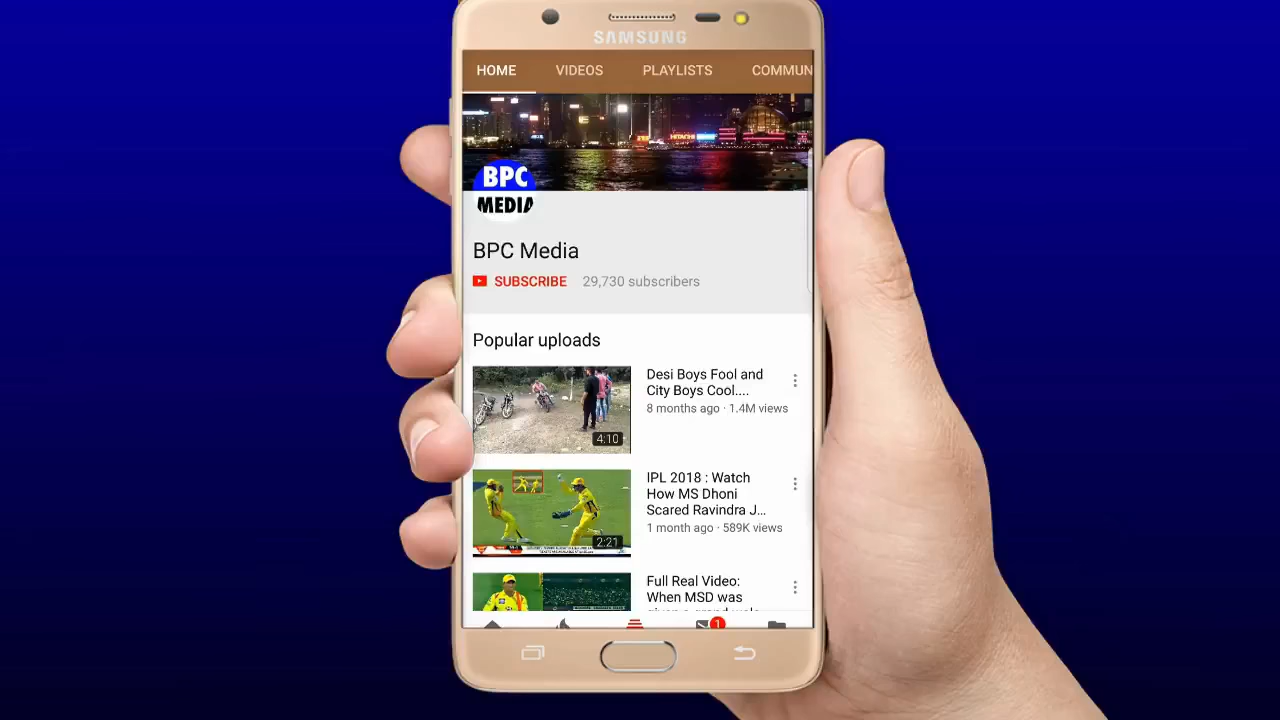 SAMSUNG
HOME VIDEOS PLAYLISTS COMMUN
HITACHI
BPC
MEDIA
BPC Media
SUBSCRIBE 29,730 subscribers
Popular uploads
Desi Boys Fool and
City Boys Cool....
8 months ago · 1.4M views
4:10
IPL 2018 : Watch
How MS Dhoni
Scared Ravindra J...
1 month ago · 589K views
2:21
Full Real Video:
When MSD was
1